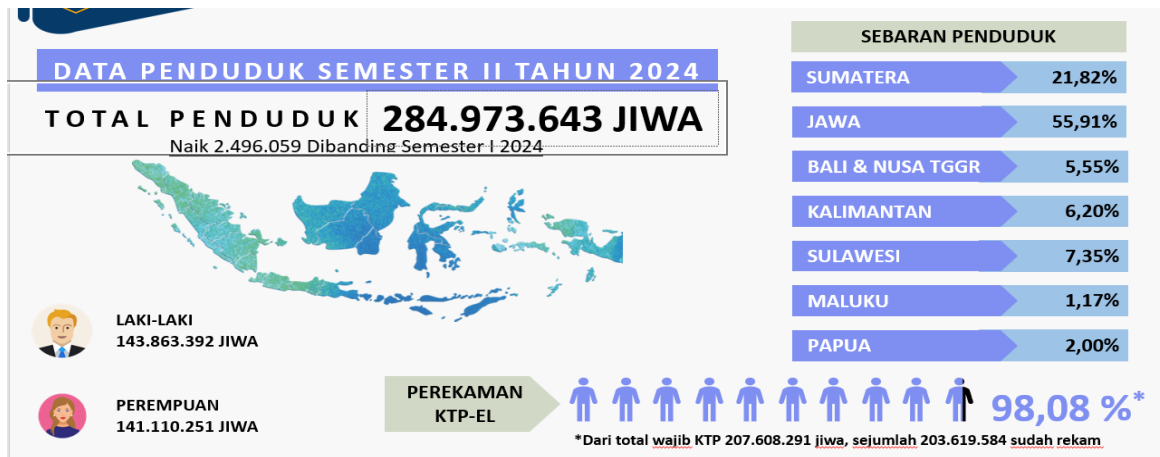 DATA PENDUDUK SEMESTER II TAHUN 2024
TOTAL PENDUDUK 284.973.643 JIWA
Naik 2.496.059 Dibanding Semester I 2024
LAKI-LAKI
143.863.392 JIWA
PEREMPUAN
141.110.251 JIWA
SEBARAN PENDUDUK
SUMATERA 21,82%
JAWA 55,91%
BALI & NUSA TGGR 5,55%
KALIMANTAN 6,20%
SULAWESI 7,35%
MALUKU 1,17%
PAPUA 2,00%
PEREKAMAN
KTP-EL
98,08 %*
*Dari total wajib KTP 207.608.291 jiwa, sejumlah 203.619.584 sudah rekam